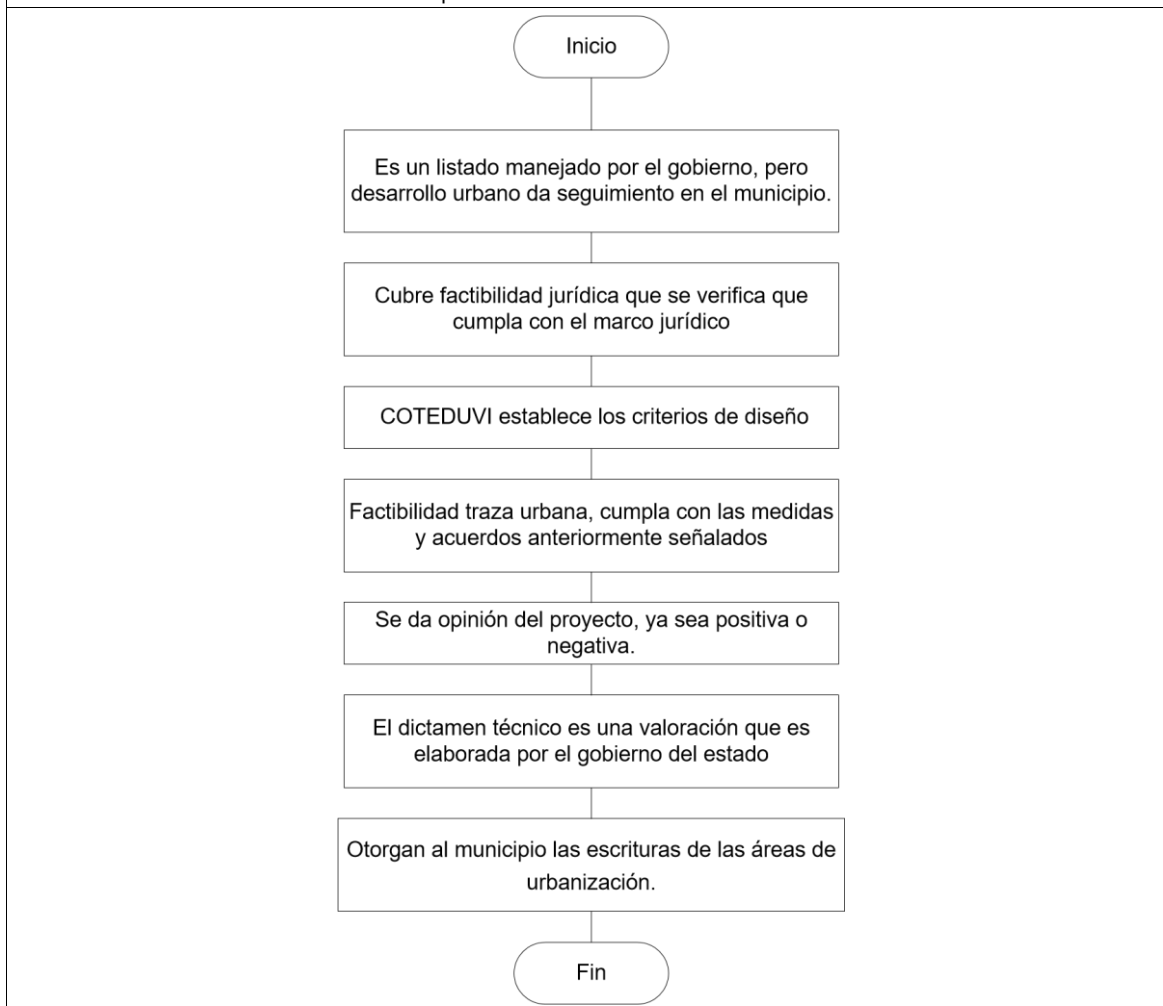 Inicio
Es un listado manejado por el gobierno, pero
desarrollo urbano da seguimiento en el municipio.
Cubre factibilidad jurídica que se verifica que
cumpla con el marco jurídico
COTEDUVI establece los criterios de diseño
Factibilidad traza urbana, cumpla con las medidas
y acuerdos anteriormente señalados
Se da opinión del proyecto, ya sea positiva o
negativa.
El dictamen técnico es una valoración que es
elaborada por el gobierno del estado
Otorgan al municipio las escrituras de las áreas de
urbanización.
Fin